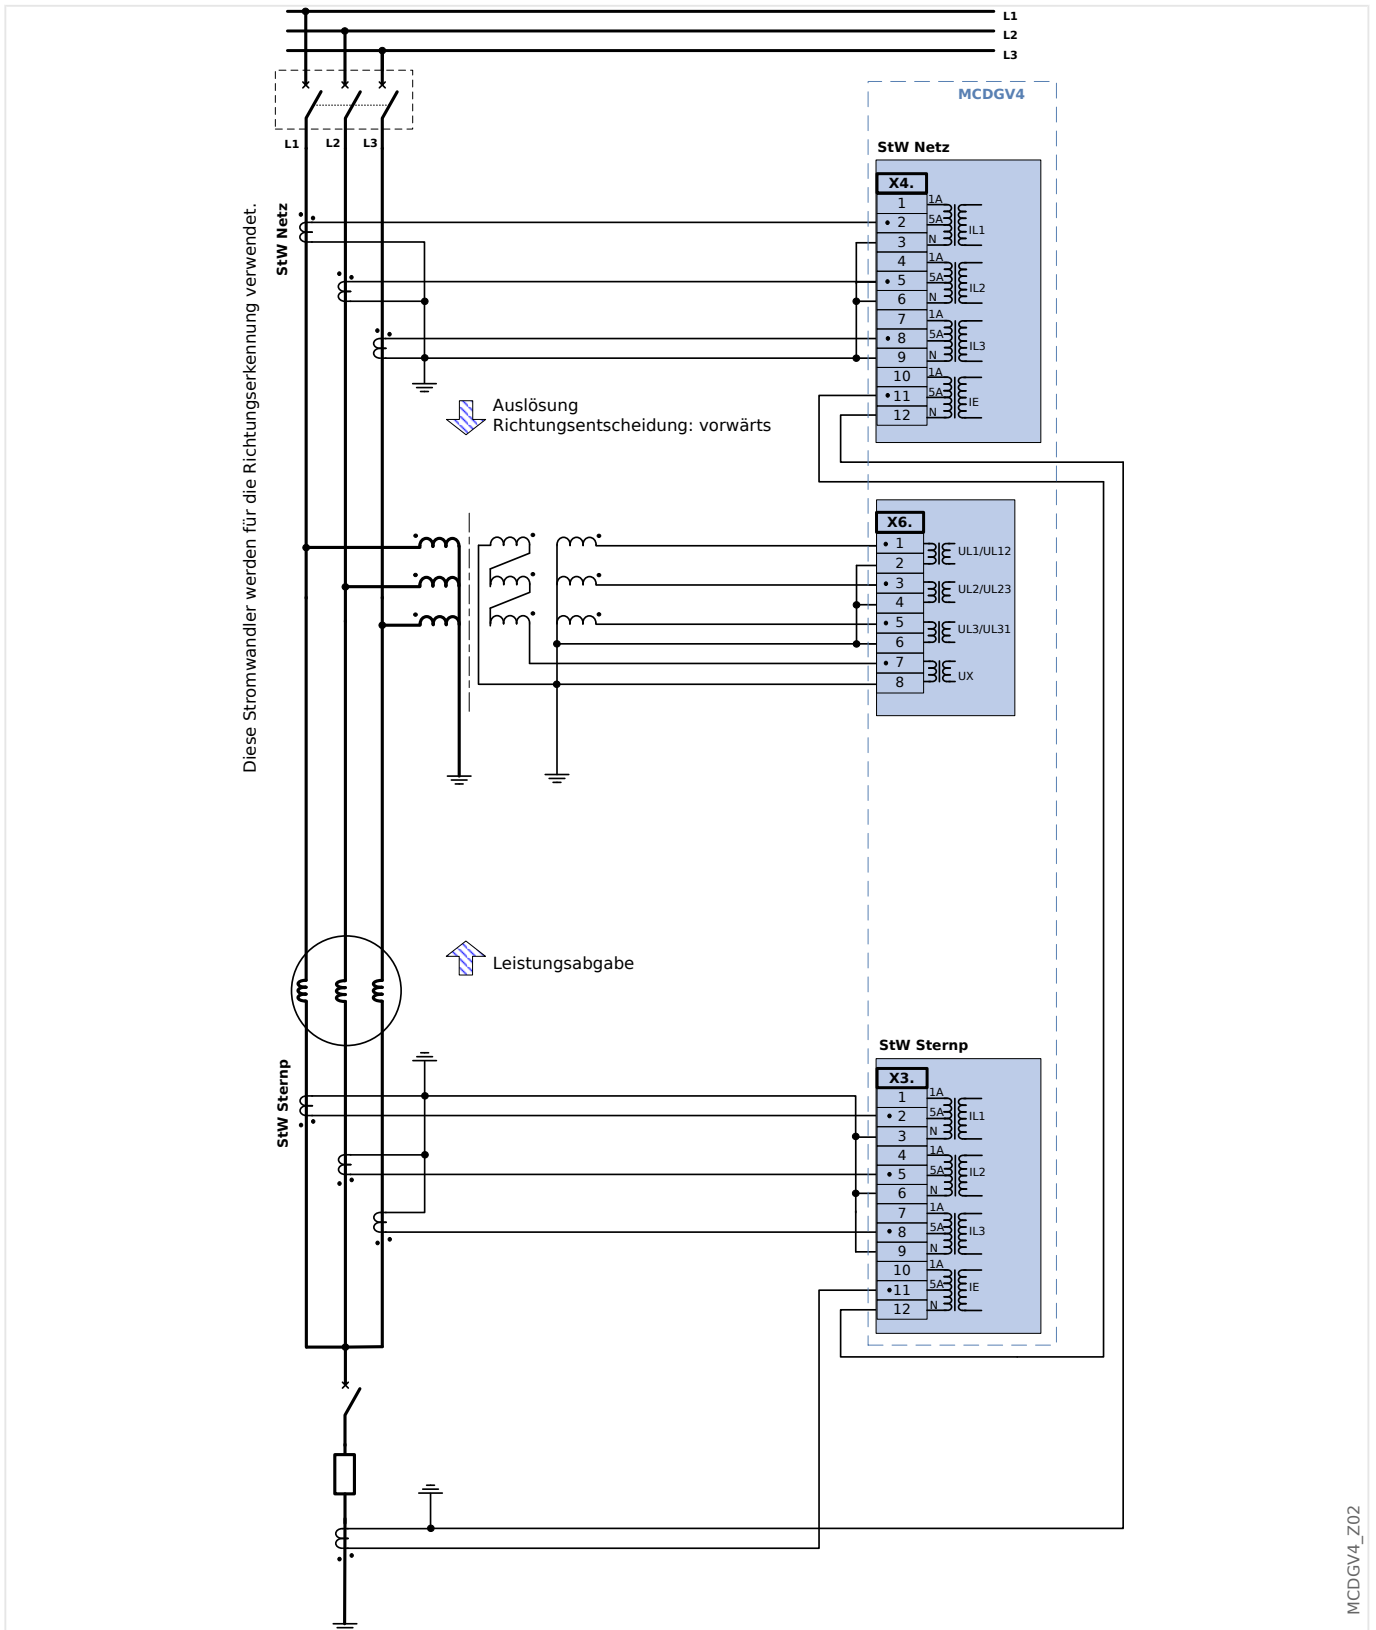 L1
L2
L3
MCDGV4
L1
L2
L3
StW Netz
X4.
1
1A
2
5A
IL1
3
N
4
1A
5
5A
IL2
6
N
7
1A
8
5A
IL3
9
N
10
1A
11
5A
IE
12
N
StW Netz
Diese Stromwandler werden für die Richtungserkennung verwendet.
Auslösung
Richtungsentscheidung: vorwärts
X6.
1
UL1/UL12
2
3
UL2/UL23
4
5
UL3/UL31
6
7
UX
8
Leistungsabgabe
StW Sternp
StW Sternp
X3.
1
1A
2
5A
IL1
3
N
4
1A
5
5A
IL2
6
N
7
1A
8
5A
IL3
9
N
10
1A
11
5A
IE
12
N
MCDGV4_Z02